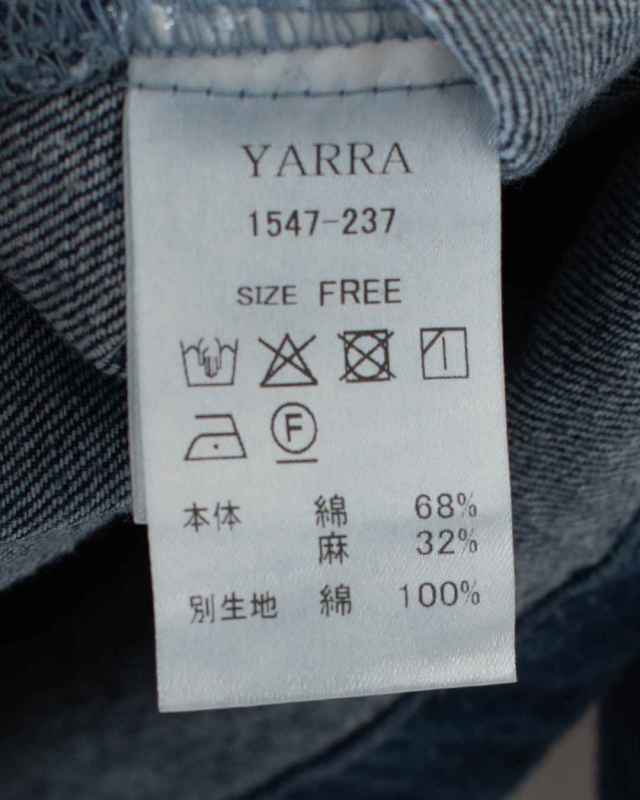 YARRA
1547-237
SIZE FREE
F
本体 綿 68%
麻 32%
別生地 綿 100%